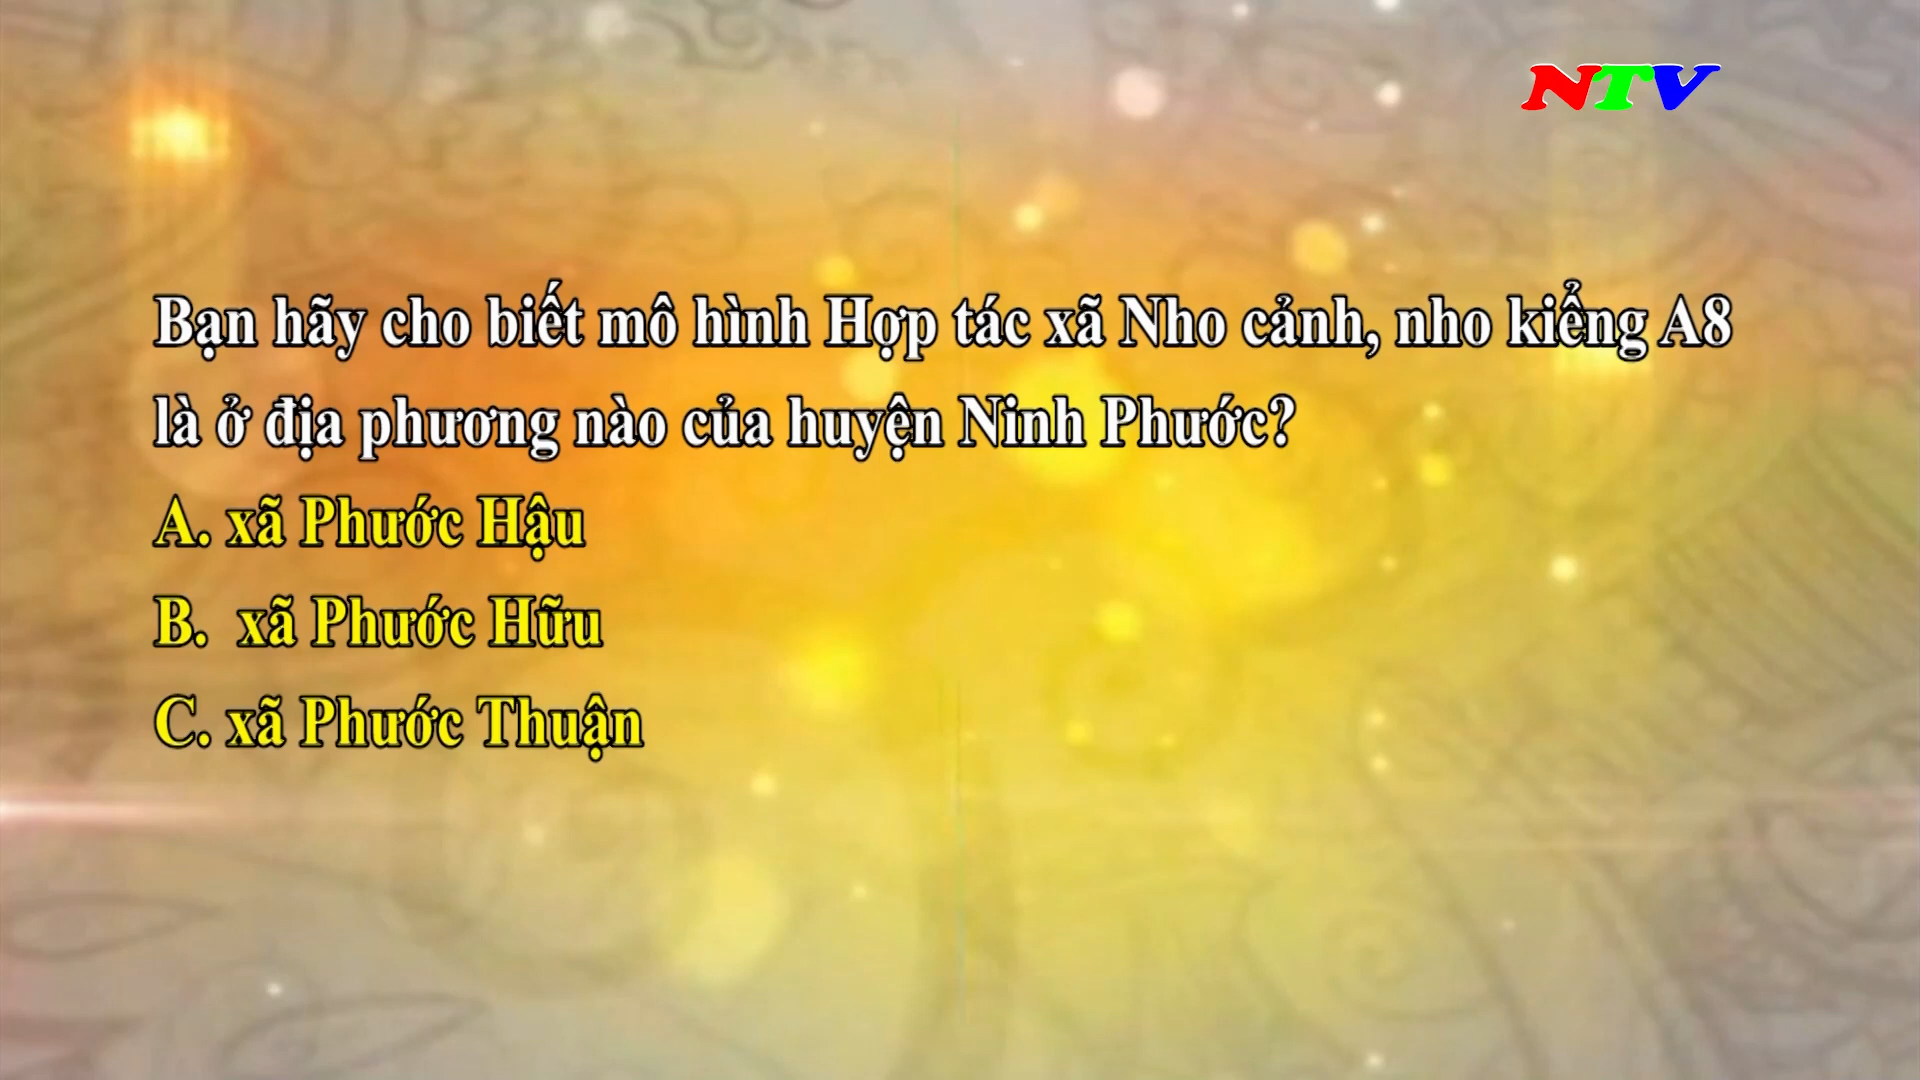 NTV
Bạn hãy cho biết mô hình Hợp tác xã Nho cảnh, nho kiểng A8
là ở địa phương nào của huyện Ninh Phước?
A. xã Phước Hậu
B. xã Phước Hữu
C. xã Phước Thuận